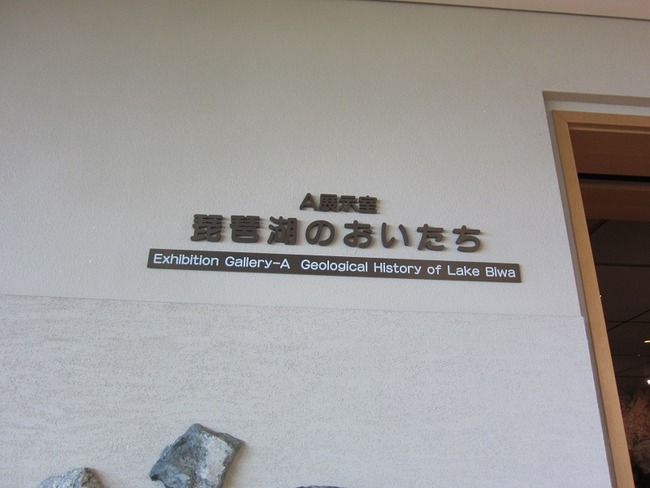 A展示室
琵琶湖のおいたち
Exhibition Gallery-A Geological History of Lake Biwa